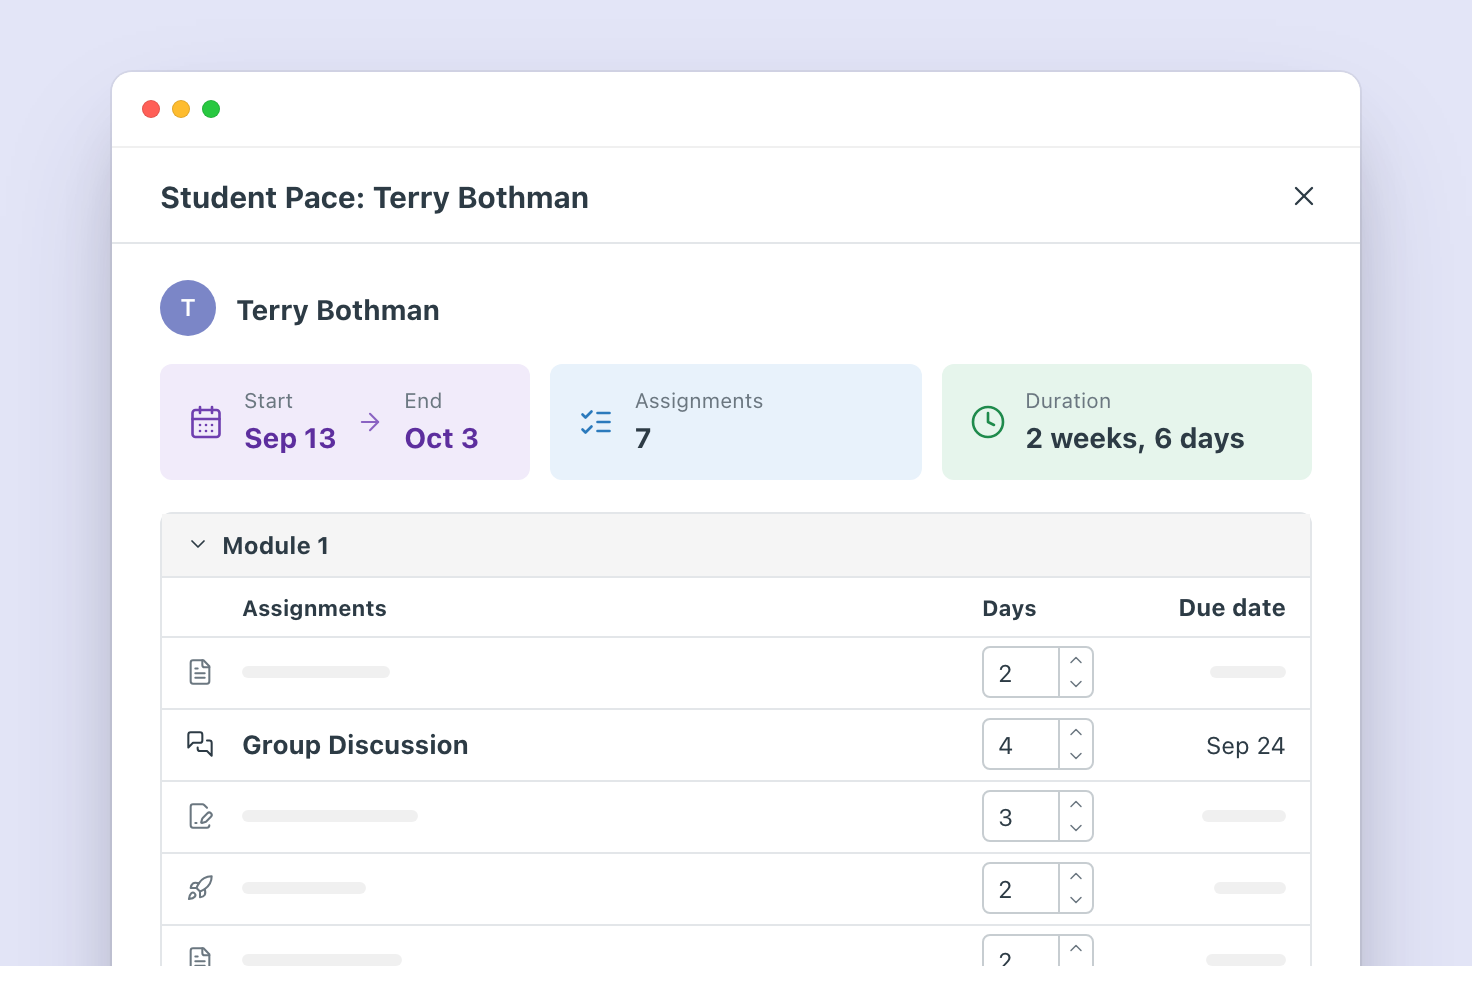 Student Pace: Terry Bothman
T
Terry Bothman
Start
Sep 13
End
Oct 3
Assignments
7
Duration
2 weeks, 6 days
Module 1
Assignments Days Due date
2
Group Discussion 4 Sep 24
3
2
2